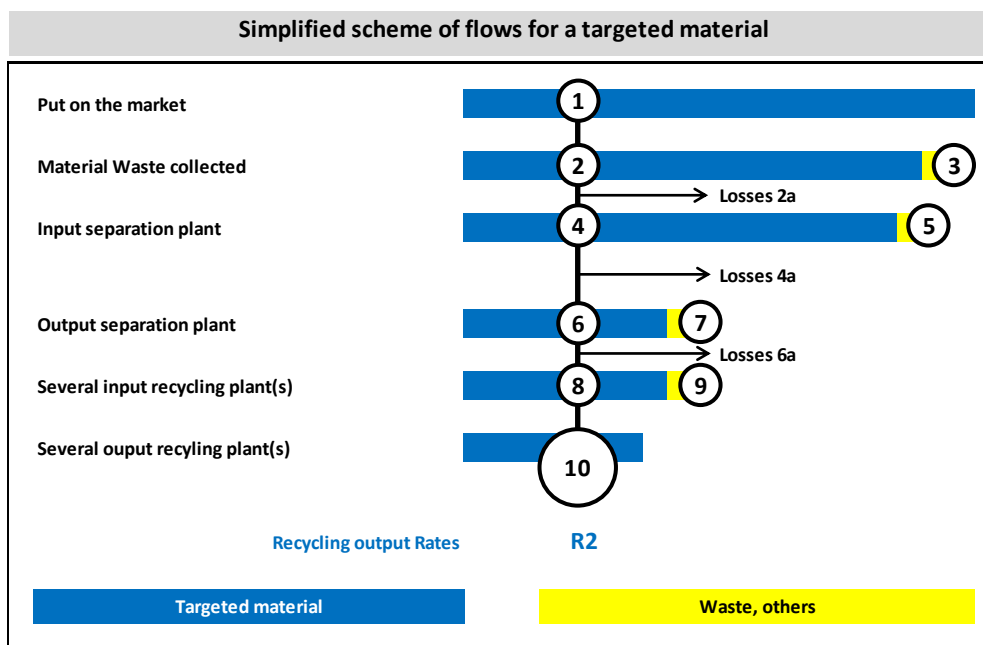 Simplified scheme of flows for a targeted material
Put on the market
1
Material Waste collected
2
3
Losses 2a
Input separation plant
4
5
Losses 4a
Output separation plant
6
7
Losses 6a
Several input recycling plant(s)
8
9
Several ouput recyling plant(s)
10
Recycling output Rates
R2
Targeted material
Waste, others